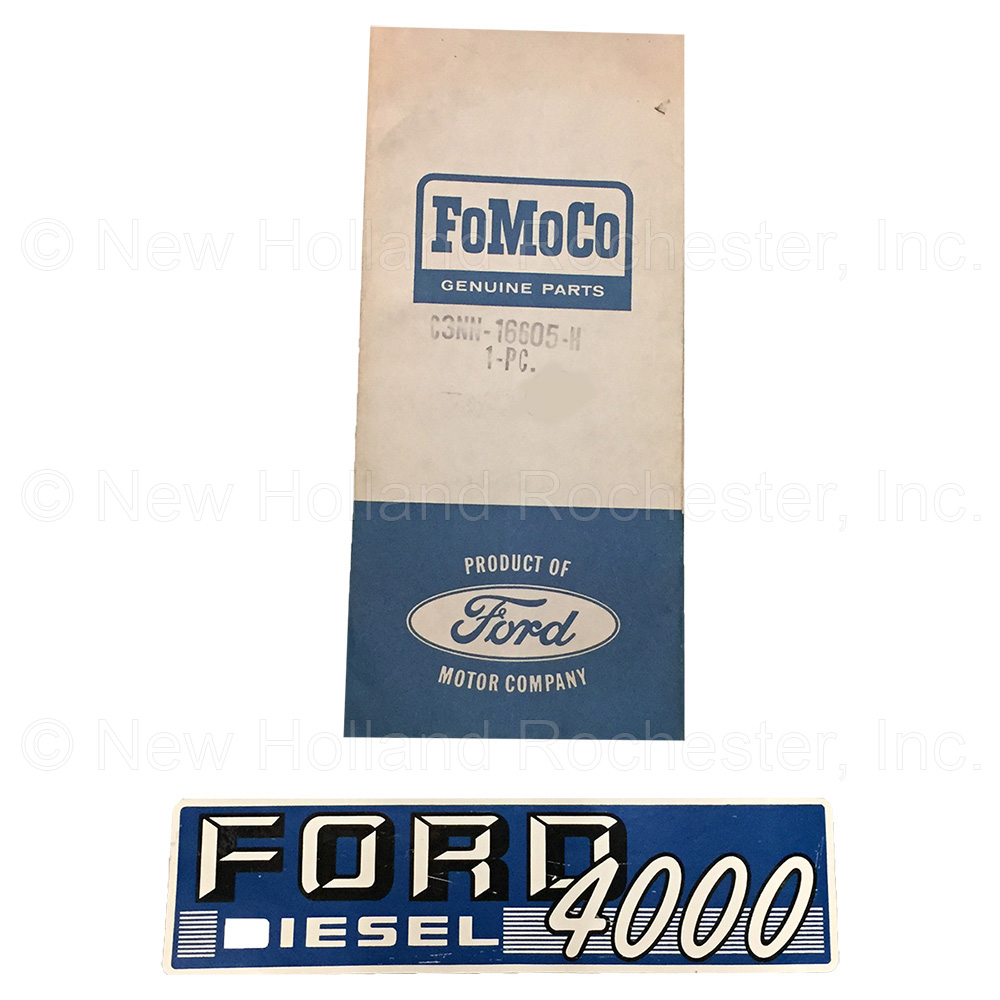 FoMoCo
GENUINE PARTS
C3NN-16605-H
1-PC.
PRODUCT OF
Ford
MOTOR COMPANY
FORD
DIESEL 4000
© New Holland Rochester, Inc.
© New Holland Rochester, Inc.
© New Holland Rochester, Inc.